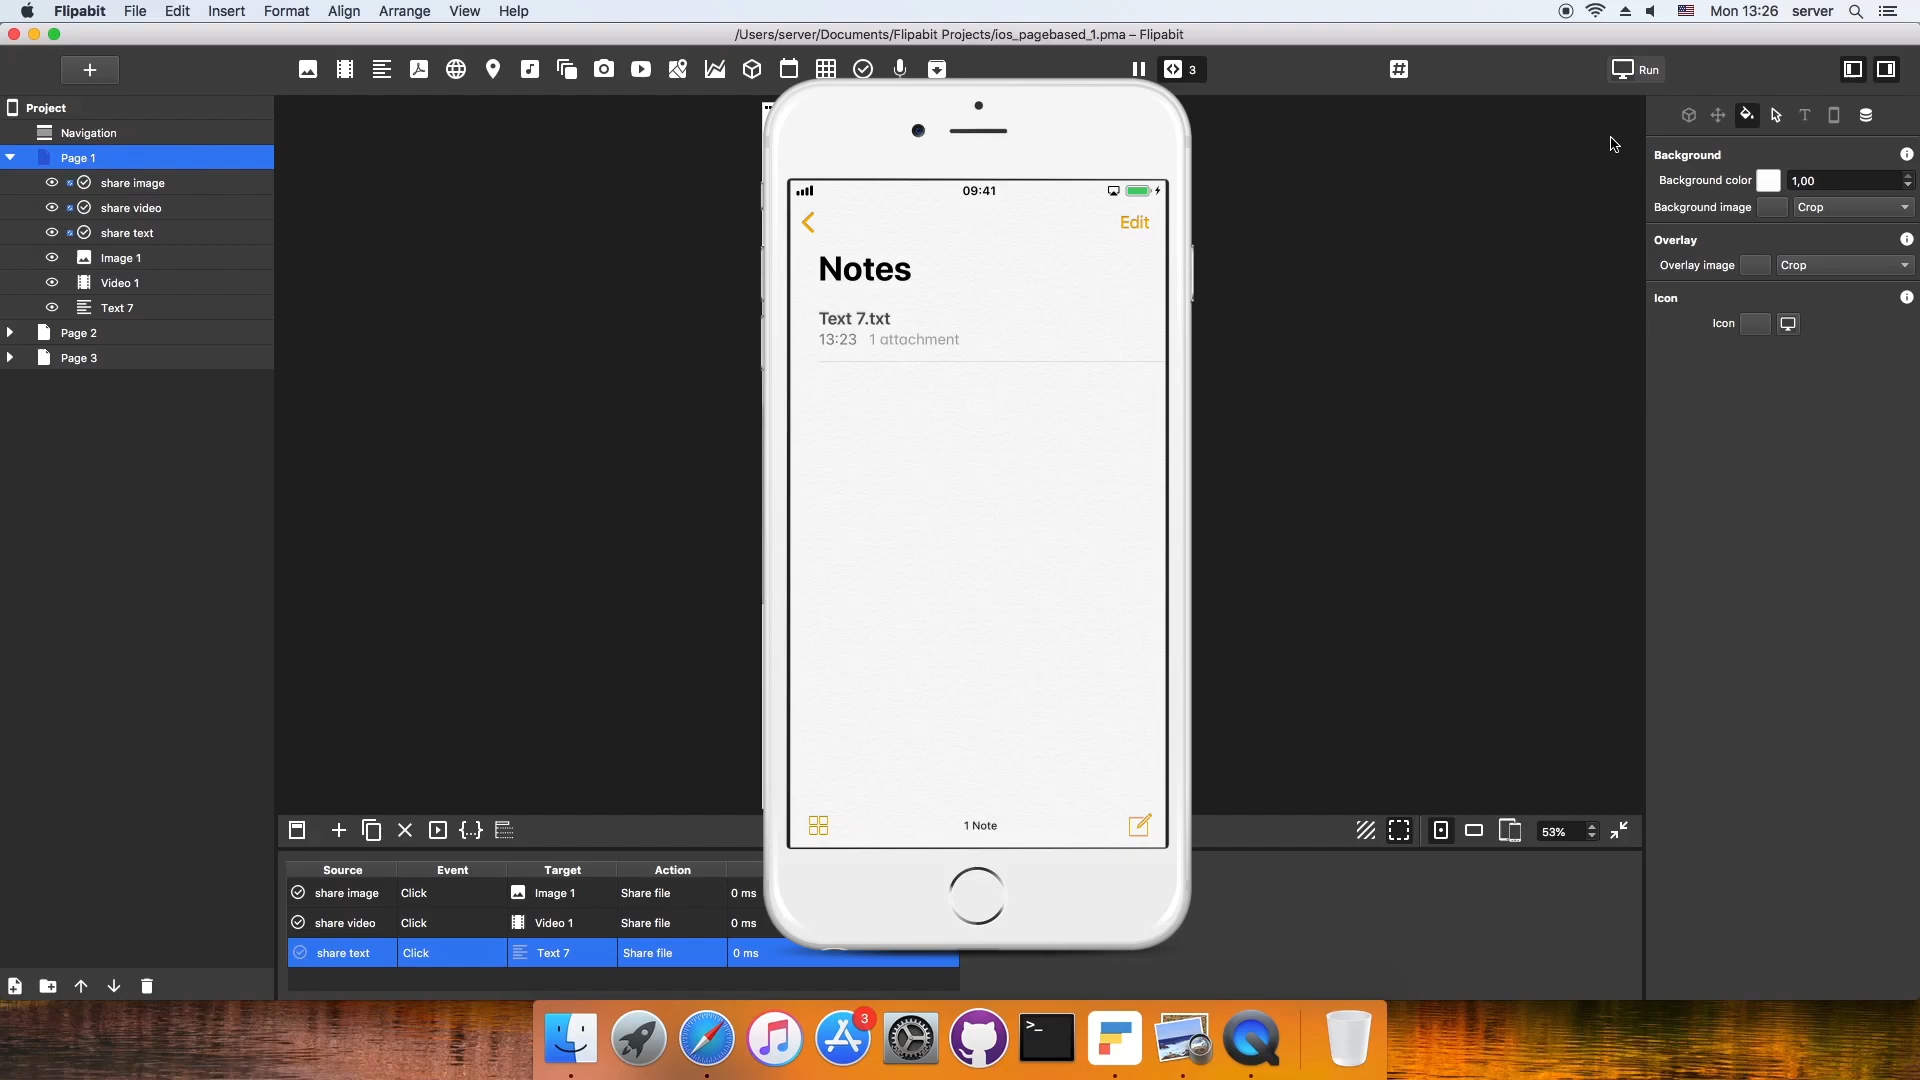 Flipabit File Edit Insert Format Align Arrange View Help Mon 13:26 server
/Users/server/Documents/Flipabit Projects/ios_pagebased_1.pma – Flipabit
3 Run
Project
Navigation
Page 1
share image
share video
share text
Image 1
Video 1
Text 7
Page 2
Page 3
09:41
Edit
Notes
Text 7.txt
13:23 1 attachment
1 Note
Background
Background color 1,00
Background image Crop
Overlay
Overlay image Crop
Icon
Icon
{...} 53%
Source Event Target Action
share image Click Image 1 Share file 0 ms
share video Click Video 1 Share file 0 ms
share text Click Text 7 Share file 0 ms
3
>_